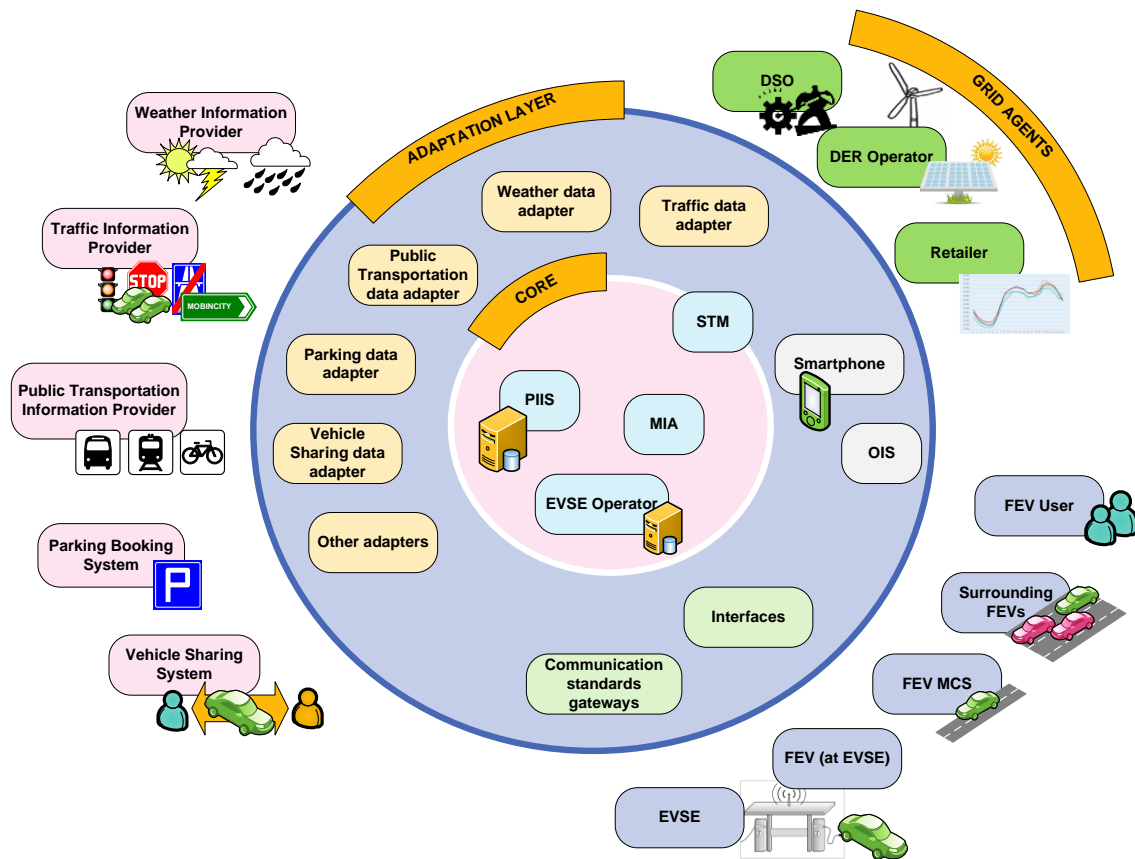 Weather Information
Provider
Traffic Information
Provider
STOP
MOBINCITY
Public Transportation
Information Provider
Parking Booking
System
P
Vehicle Sharing
System
ADAPTATION LAYER
Weather data
adapter
Traffic data
adapter
Public
Transportation
data adapter
Parking data
adapter
Vehicle
Sharing data
adapter
Other adapters
CORE
STM
PIIS
MIA
EVSE Operator
Smartphone
OIS
Interfaces
Communication
standards
gateways
GRID AGENTS
DSO
DER Operator
Retailer
FEV User
Surrounding
FEVs
FEV MCS
FEV (at EVSE)
EVSE